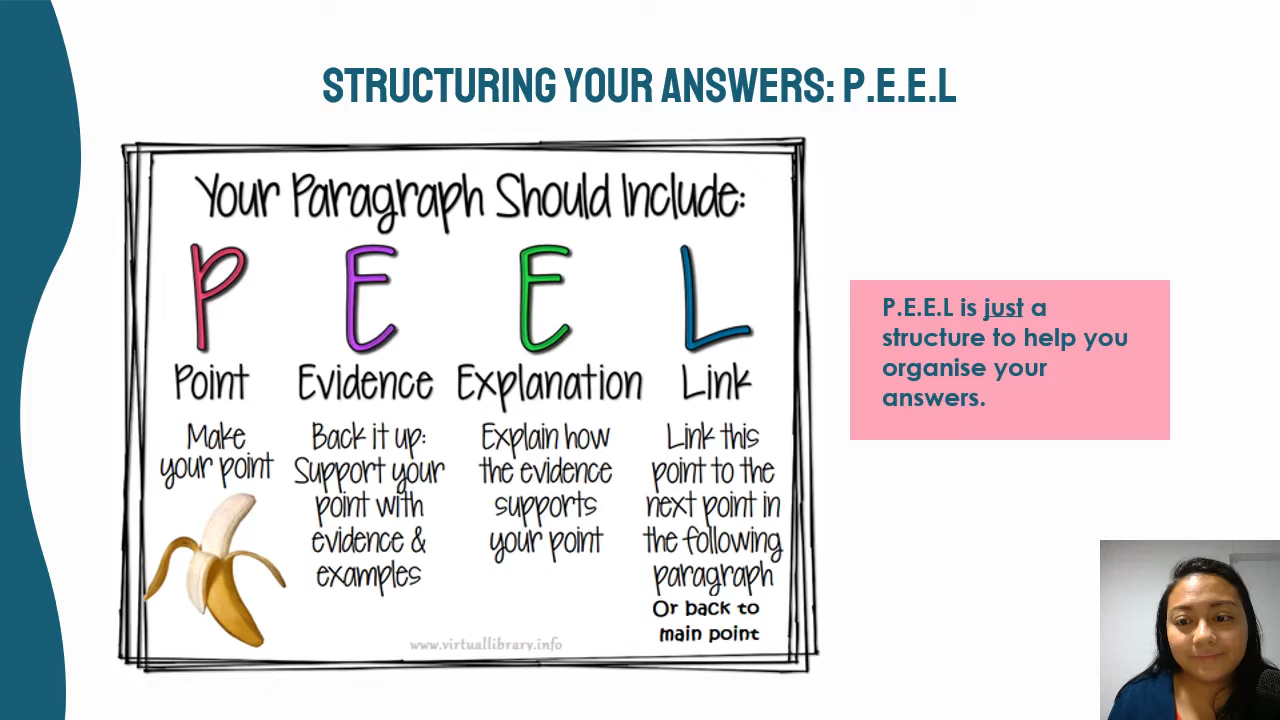 STRUCTURING YOUR ANSWERS: P.E.E.L
Your Paragraph Should Include:
P E E L
Point Evidence Explanation Link
Make
your point
Back it up:
Support your
point with
evidence &
examples
Explain how
the evidence
supports
your point
Link this
point to the
next point in
the following
paragraph
Or back to
main point
www.virtuallibrary.info
P.E.E.L is just a
structure to help you
organise your
answers.